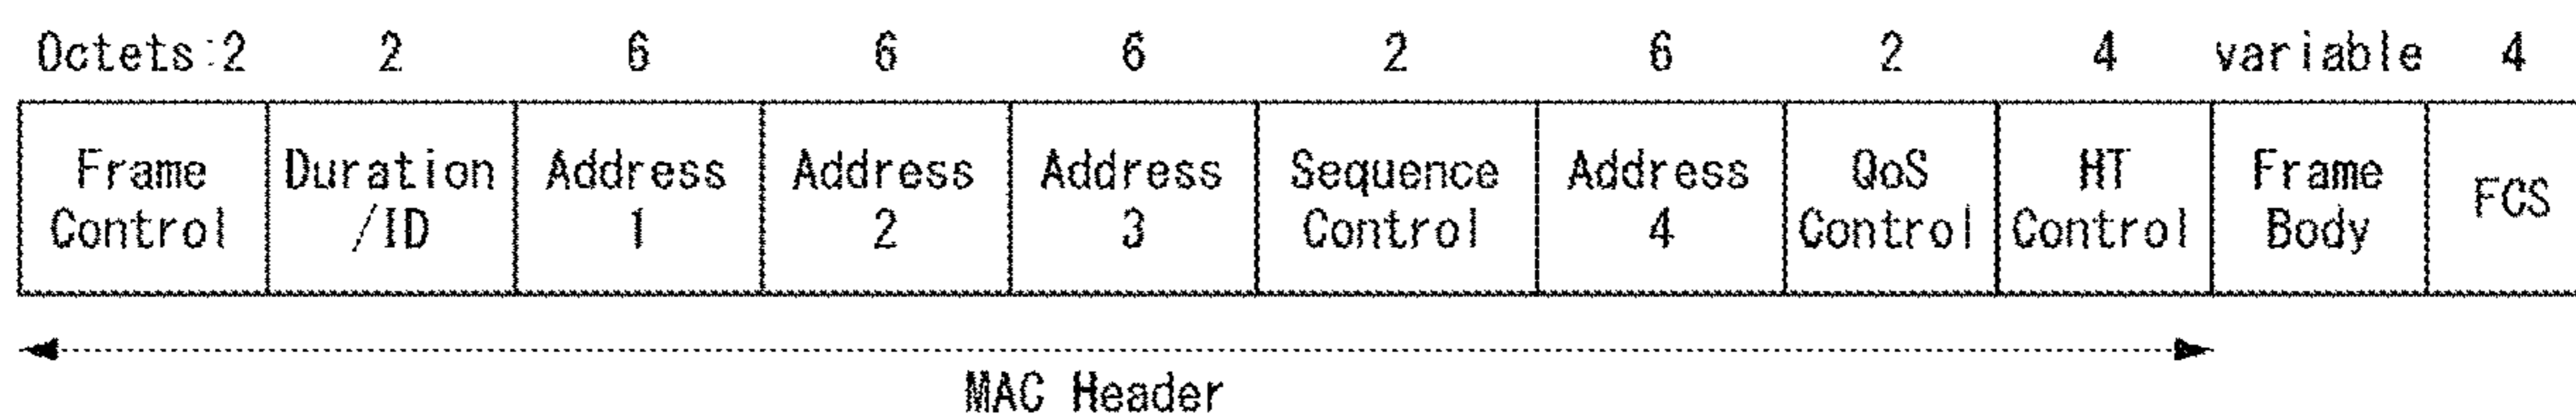 Octets:2 2 6 6 6 2 6 2 4 variable 4
Frame Control Duration /ID Address 1 Address 2 Address 3 Sequence Control Address 4 QoS Control HT Control Frame Body FCS
MAC Header